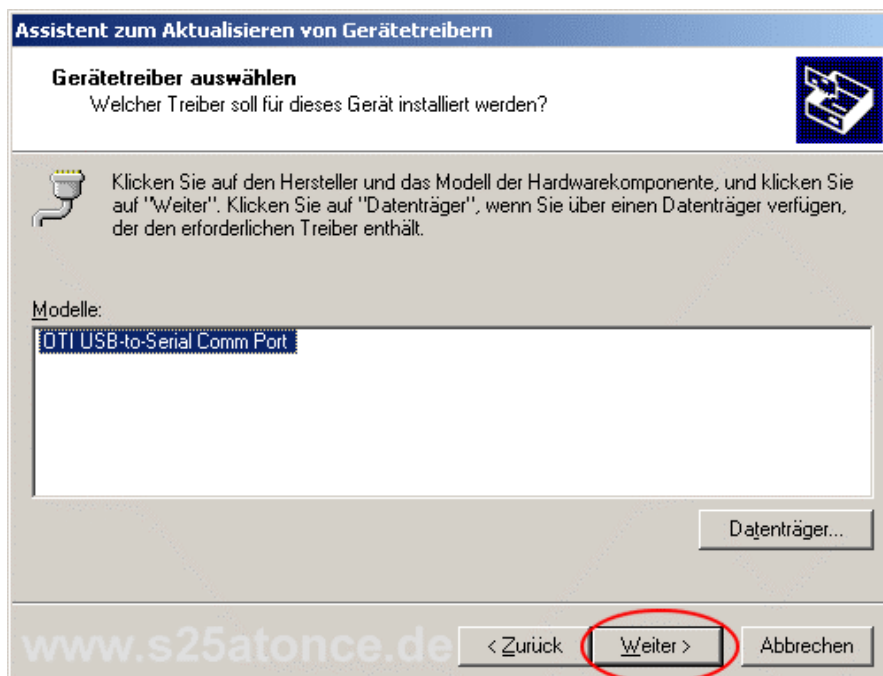 Assistent zum Aktualisieren von Gerätetreibern
Gerätetreiber auswählen
Welcher Treiber soll für dieses Gerät installiert werden?
Klicken Sie auf den Hersteller und das Modell der Hardwarekomponente, und klicken Sie
auf "Weiter". Klicken Sie auf "Datenträger", wenn Sie über einen Datenträger verfügen,
der den erforderlichen Treiber enthält.
Modelle:
OTI USB-to-Serial Comm Port
Datenträger...
www.s25atonce.de < Zurück Weiter > Abbrechen